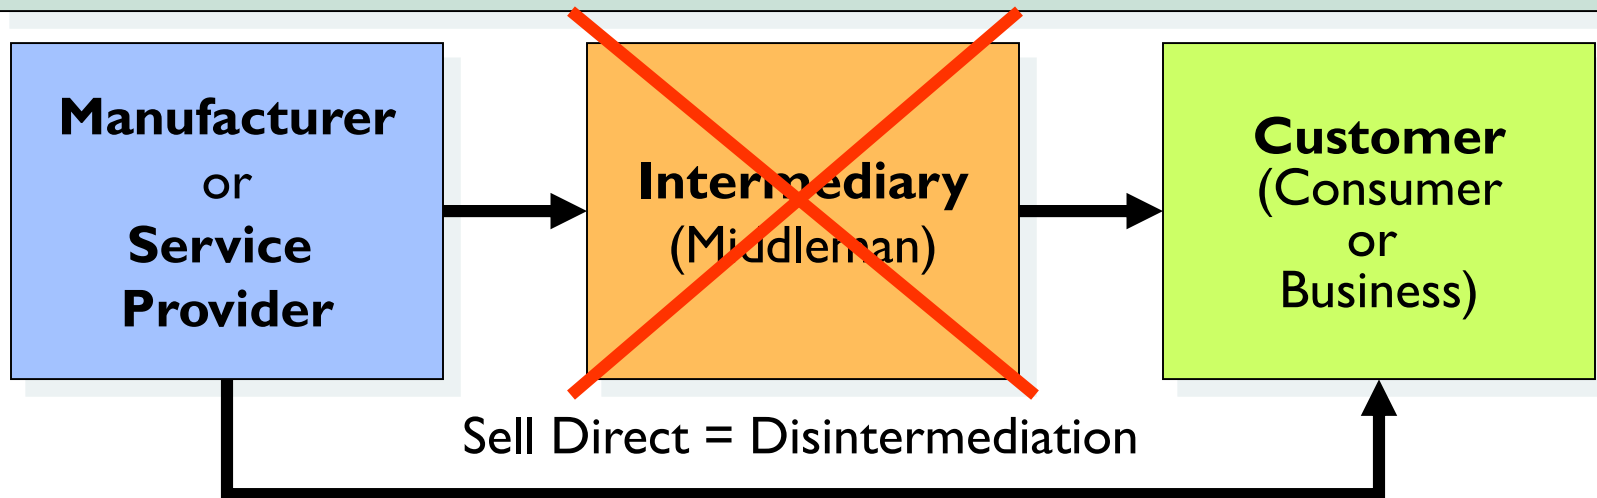 Manufacturer
or
Service
Provider
Intermediary
(Middleman)
Customer
(Consumer
or
Business)
Sell Direct = Disintermediation